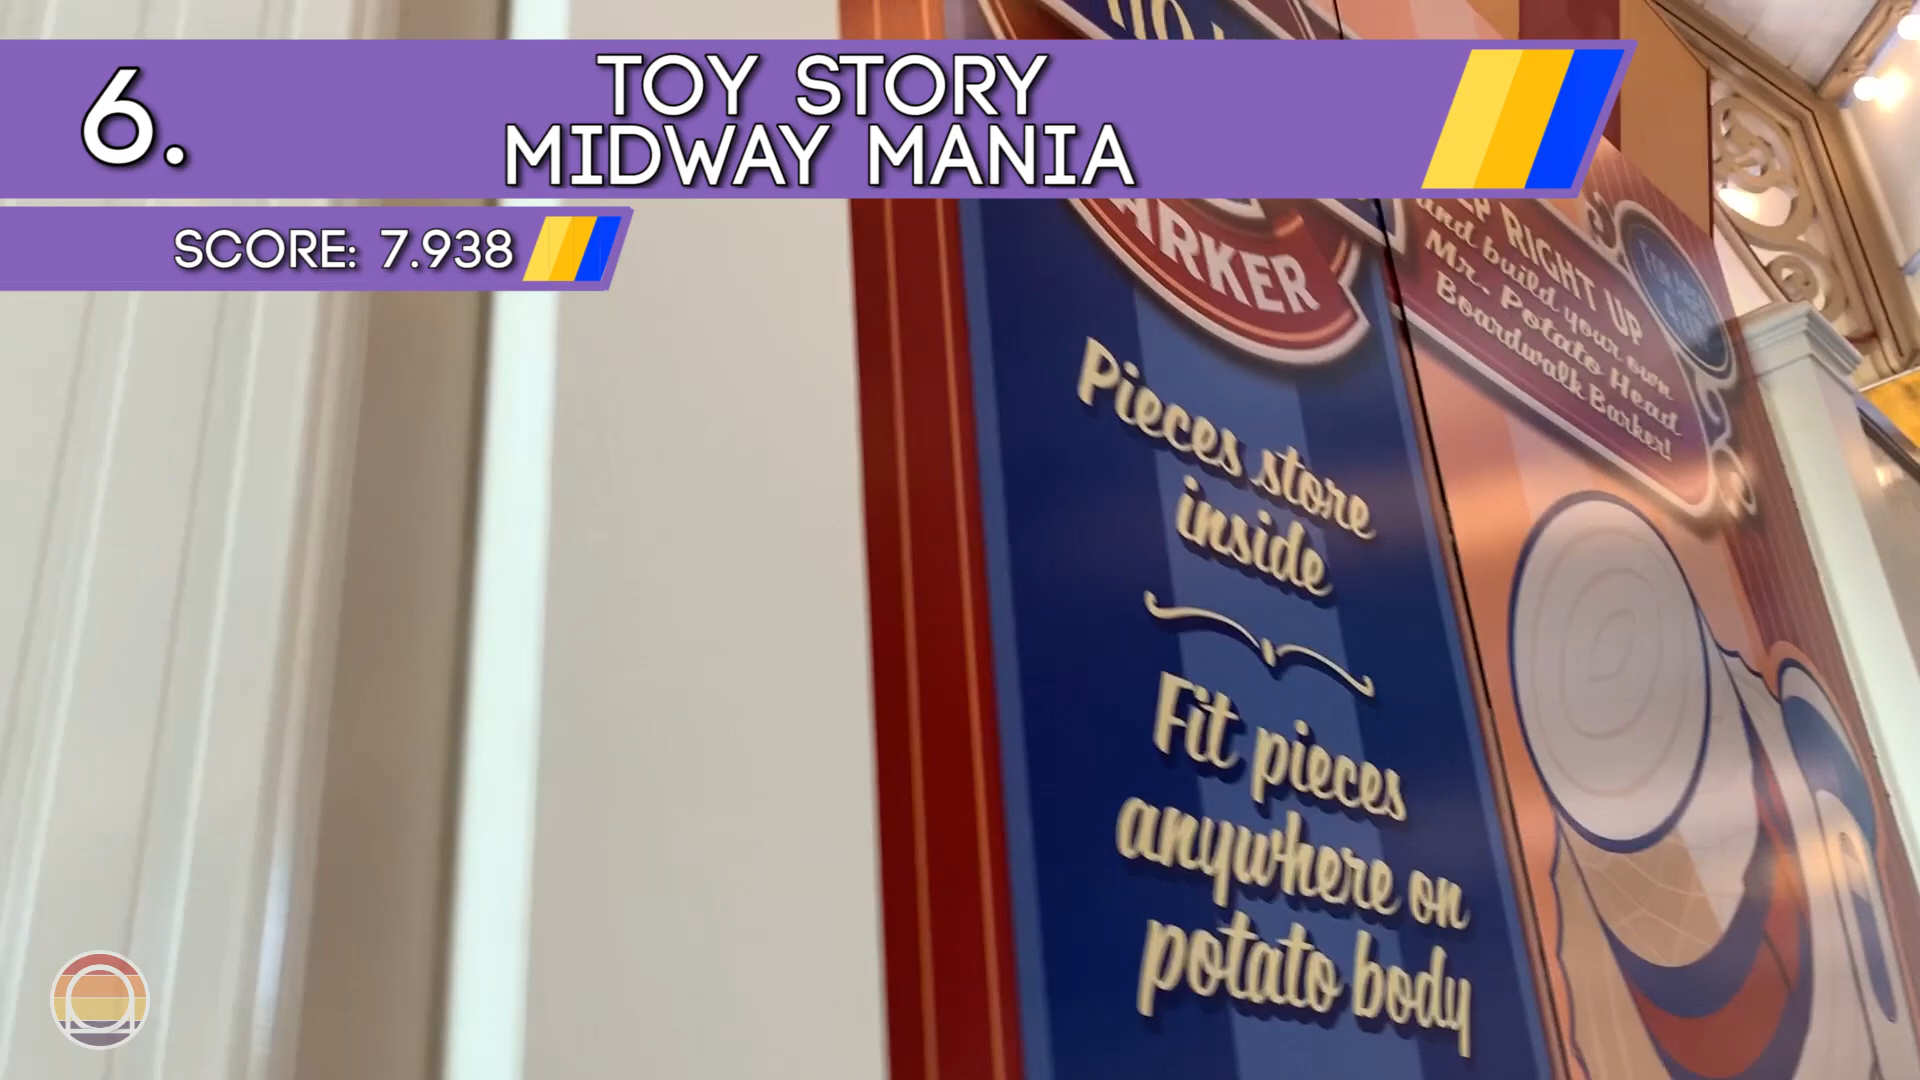 6.
TOY STORY
MIDWAY MANIA
SCORE: 7.938
ARKER
Pieces store
inside
Fit pieces
anywhere on
potato body
RIGHT UP
and build your own
Mr. Potato Head
Boardwalk Barker!